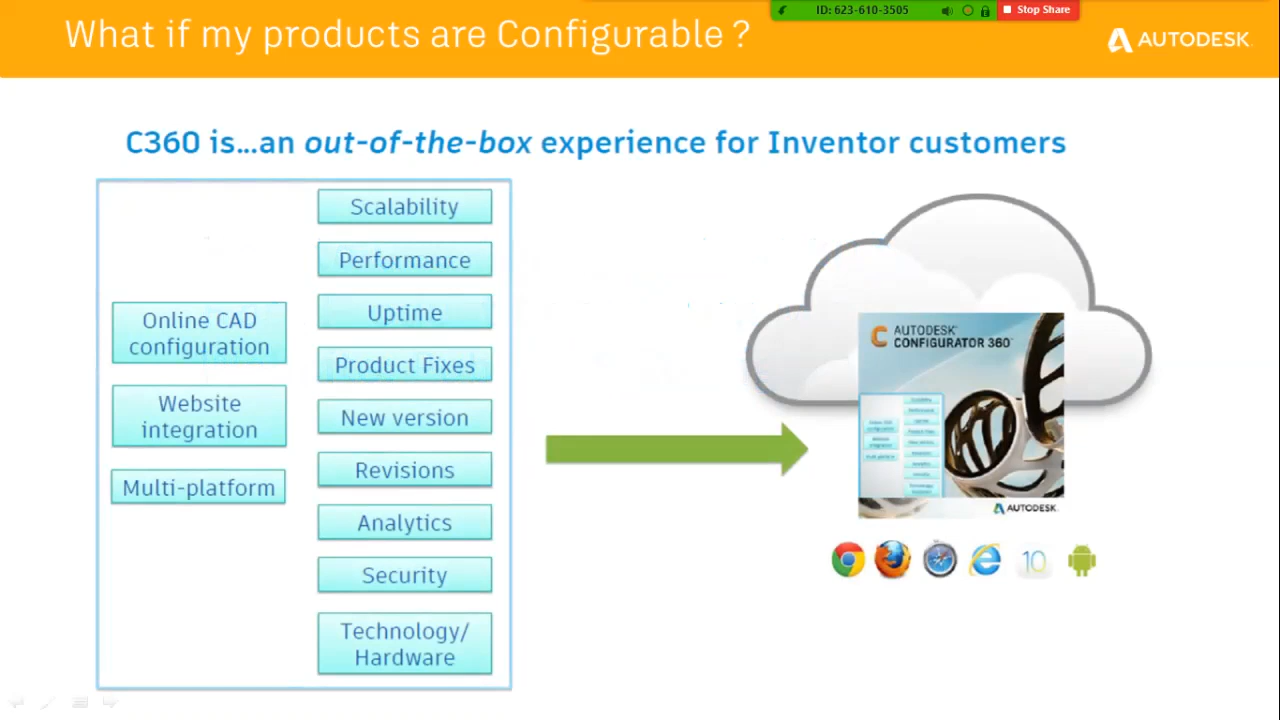 ID: 623-610-3505
Stop Share
What if my products are Configurable ?
AUTODESK
C360 is...an out-of-the-box experience for Inventor customers
Online CAD
configuration
Website
integration
Multi-platform
Scalability
Performance
Uptime
Product Fixes
New version
Revisions
Analytics
Security
Technology/
Hardware
AUTODESK
CONFIGURATOR 360
AUTODESK
10